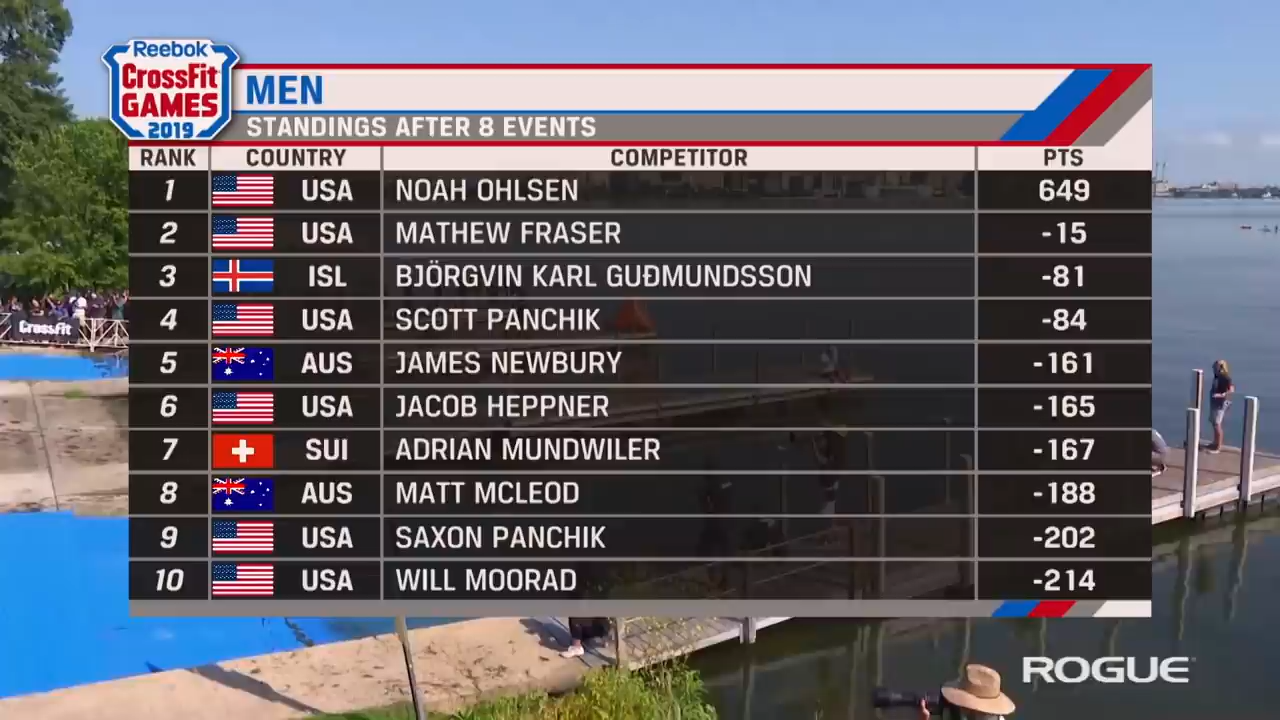 Reebok
CrossFit
GAMES
2019
MEN
STANDINGS AFTER 8 EVENTS
RANK COUNTRY COMPETITOR PTS
1 USA NOAH OHLSEN 649
2 USA MATHEW FRASER -15
3 ISL BJÖRGVIN KARL GUÐMUNDSSON -81
4 USA SCOTT PANCHIK -84
5 AUS JAMES NEWBURY -161
6 USA JACOB HEPPNER -165
7 SUI ADRIAN MUNDWILER -167
8 AUS MATT MCLEOD -188
9 USA SAXON PANCHIK -202
10 USA WILL MOORAD -214
CrossFit
ROGUE